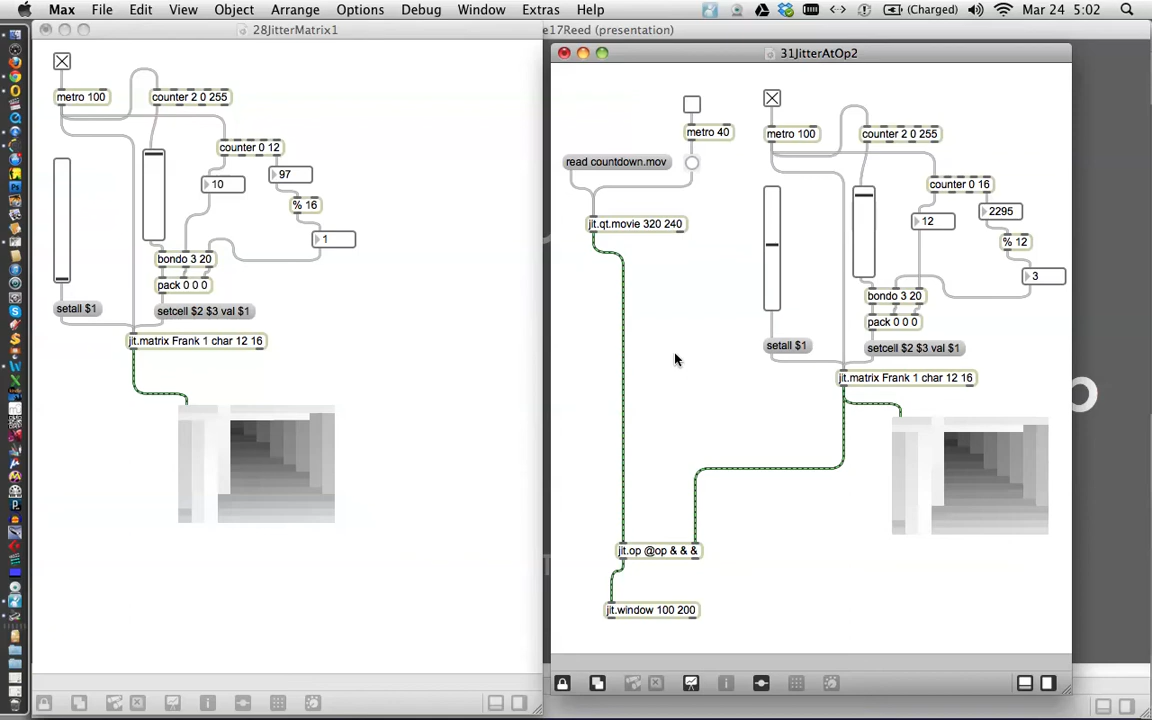 Max File Edit View Object Arrange Options Debug Window Extras Help
(Charged) Mar 24 5:02
28JitterMatrix1
e17Reed (presentation)
31JitterAtOp2
metro 100
counter 2 0 255
counter 0 12
10
97
% 16
1
bondo 3 20
pack 0 0 0
setall $1
setcell $2 $3 val $1
jit.matrix Frank 1 char 12 16
metro 40
read countdown.mov
jit.qt.movie 320 240
metro 100
counter 2 0 255
counter 0 16
12
2295
% 12
3
bondo 3 20
pack 0 0 0
setall $1
setcell $2 $3 val $1
jit.matrix Frank 1 char 12 16
jit.op @op & & &
jit.window 100 200